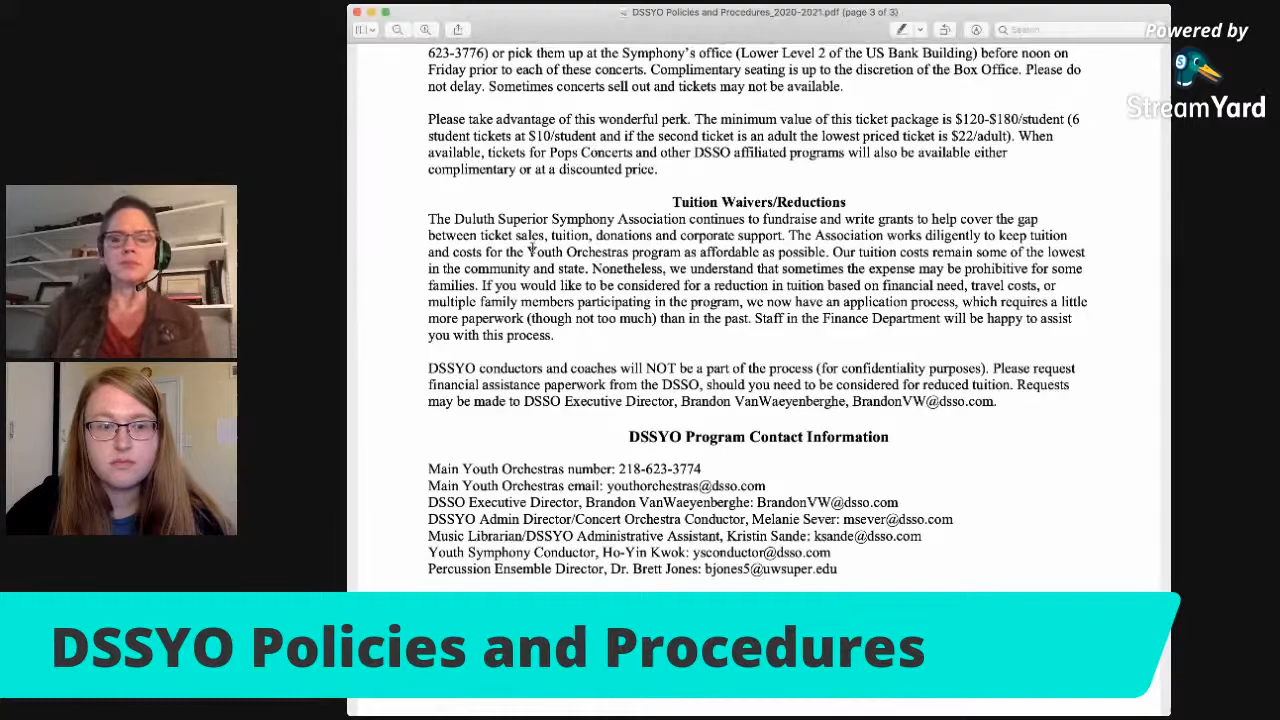 DSSYO Policies and Procedures_2020-2021.pdf (page 3 of 3)
Search
Powered by
StreamYard
623-3776) or pick them up at the Symphony's office (Lower Level 2 of the US Bank Building) before noon on
Friday prior to each of these concerts. Complimentary seating is up to the discretion of the Box Office. Please do
not delay. Sometimes concerts sell out and tickets may not be available.
Please take advantage of this wonderful perk. The minimum value of this ticket package is $120-$180/student (6
student tickets at $10/student and if the second ticket is an adult the lowest priced ticket is $22/adult). When
available, tickets for Pops Concerts and other DSSO affiliated programs will also be available either
complimentary or at a discounted price.
Tuition Waivers/Reductions
The Duluth Superior Symphony Association continues to fundraise and write grants to help cover the gap
between ticket sales, tuition, donations and corporate support. The Association works diligently to keep tuition
and costs for the Youth Orchestras program as affordable as possible. Our tuition costs remain some of the lowest
in the community and state. Nonetheless, we understand that sometimes the expense may be prohibitive for some
families. If you would like to be considered for a reduction in tuition based on financial need, travel costs, or
multiple family members participating in the program, we now have an application process, which requires a little
more paperwork (though not too much) than in the past. Staff in the Finance Department will be happy to assist
you with this process.
DSSYO conductors and coaches will NOT be a part of the process (for confidentiality purposes). Please request
financial assistance paperwork from the DSSO, should you need to be considered for reduced tuition. Requests
may be made to DSSO Executive Director, Brandon VanWaeyenberghe, BrandonVW@dsso.com.
DSSYO Program Contact Information
Main Youth Orchestras number: 218-623-3774
Main Youth Orchestras email: youthorchestras@dsso.com
DSSO Executive Director, Brandon VanWaeyenberghe: BrandonVW@dsso.com
DSSYO Admin Director/Concert Orchestra Conductor, Melanie Sever: msever@dsso.com
Music Librarian/DSSYO Administrative Assistant, Kristin Sande: ksande@dsso.com
Youth Symphony Conductor, Ho-Yin Kwok: ysconductor@dsso.com
Percussion Ensemble Director, Dr. Brett Jones: bjones5@uwsuper.edu
DSSYO Policies and Procedures